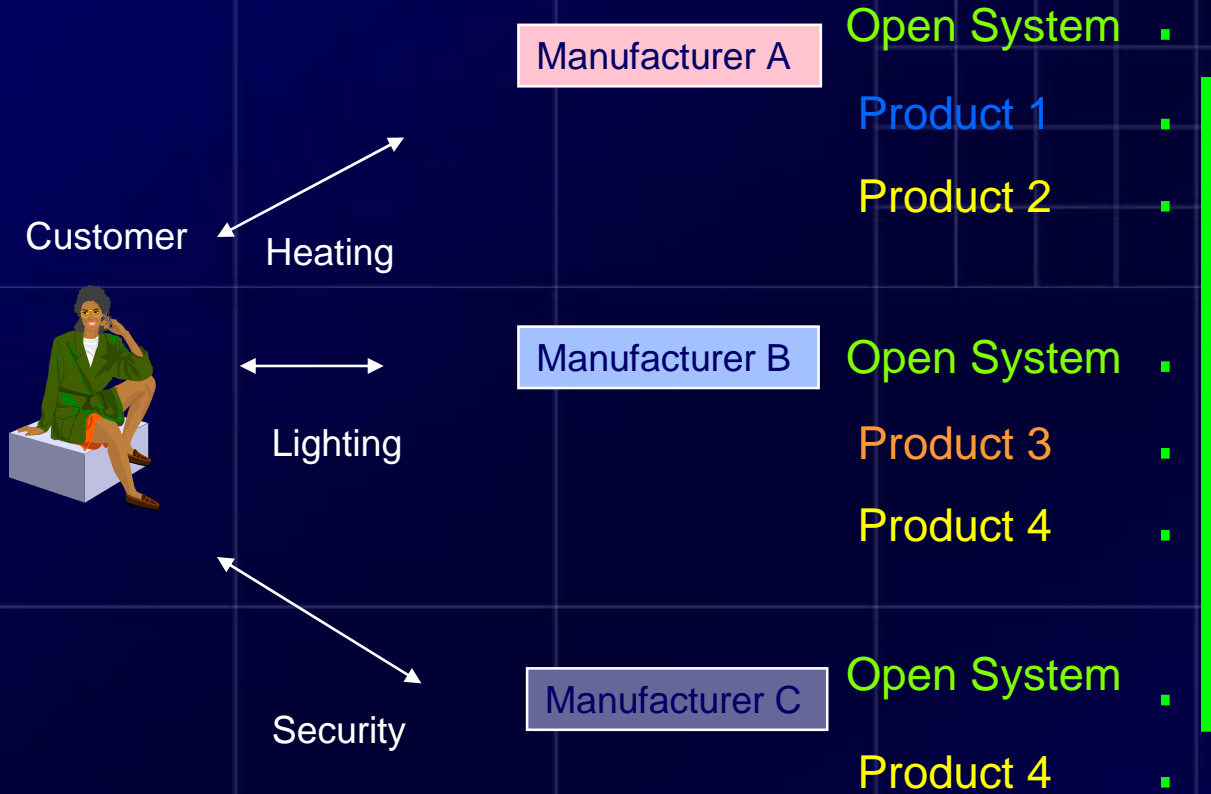 Manufacturer A
Open System
Product 1
Product 2
Customer
Heating
Manufacturer B
Open System
Lighting
Product 3
Product 4
Manufacturer C
Open System
Security
Product 4